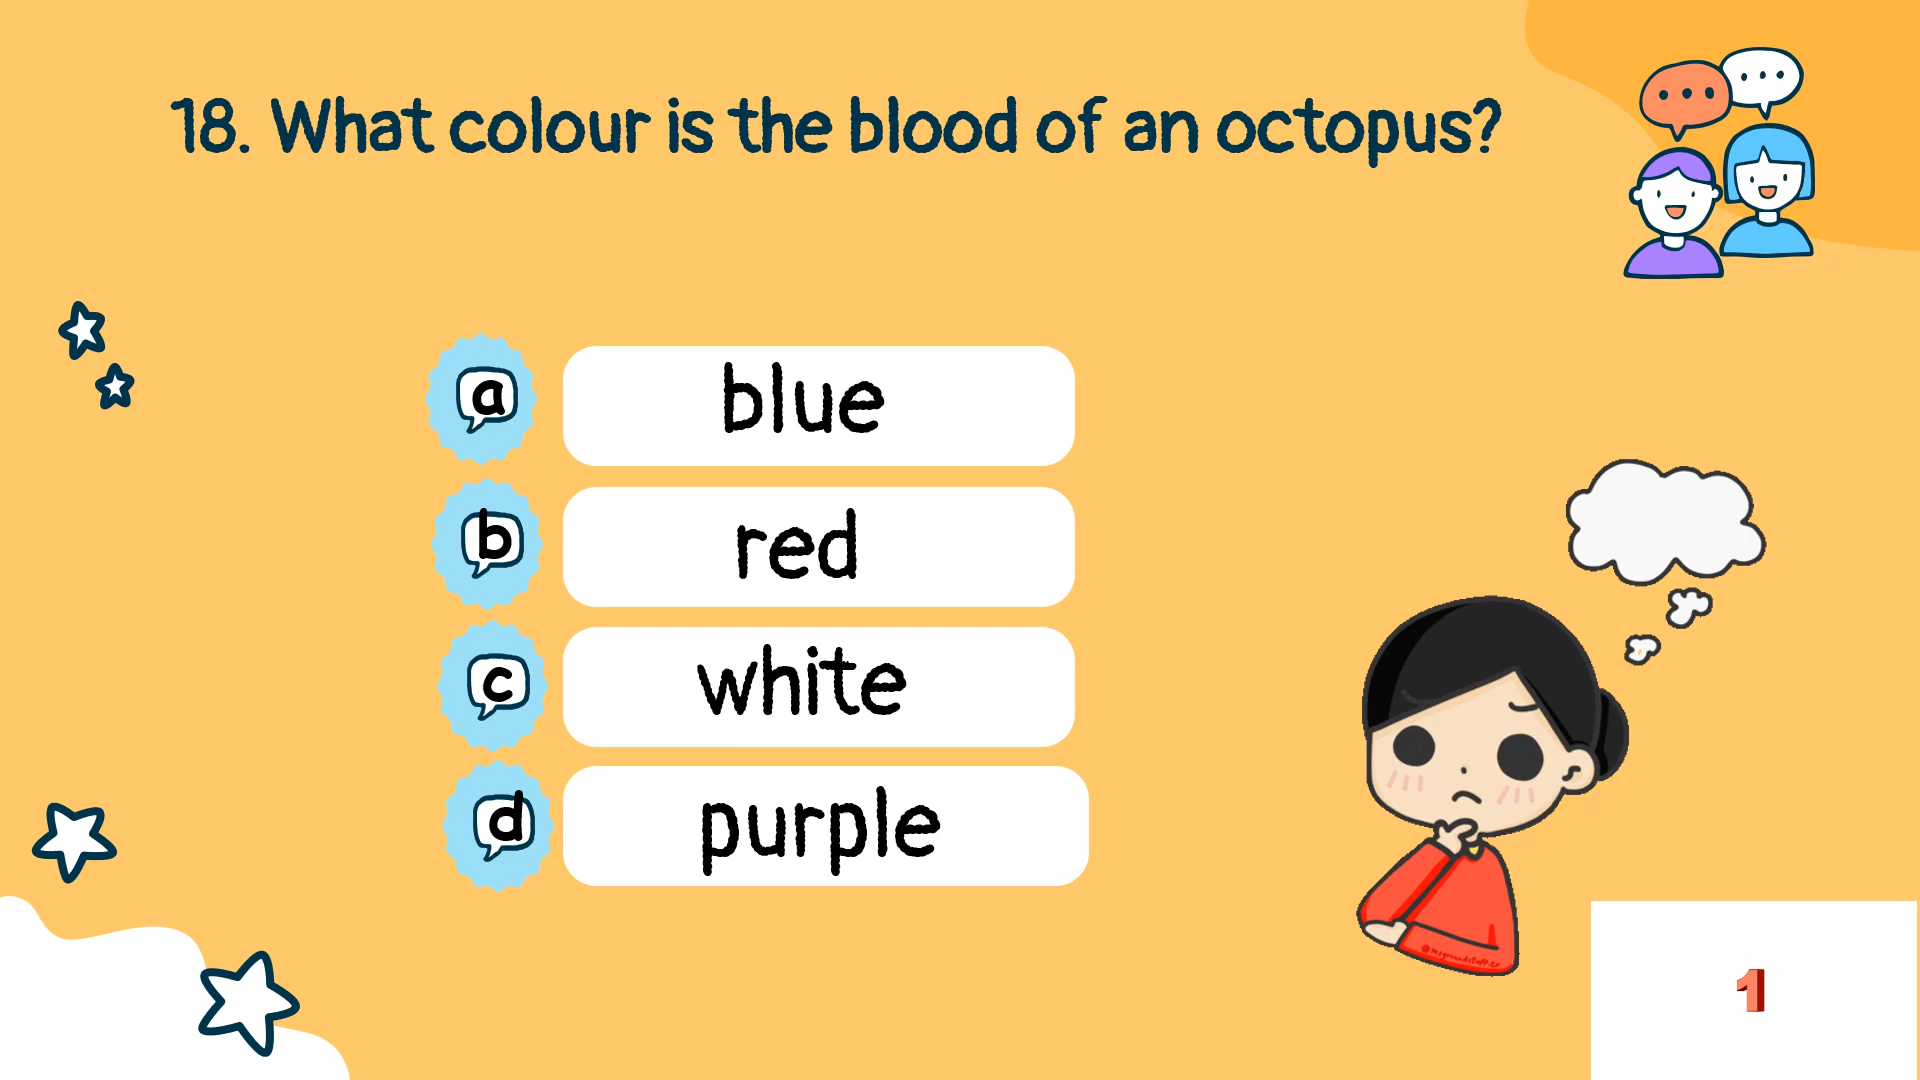 18. What colour is the blood of an octopus?
a blue
b red
c white
d purple
1